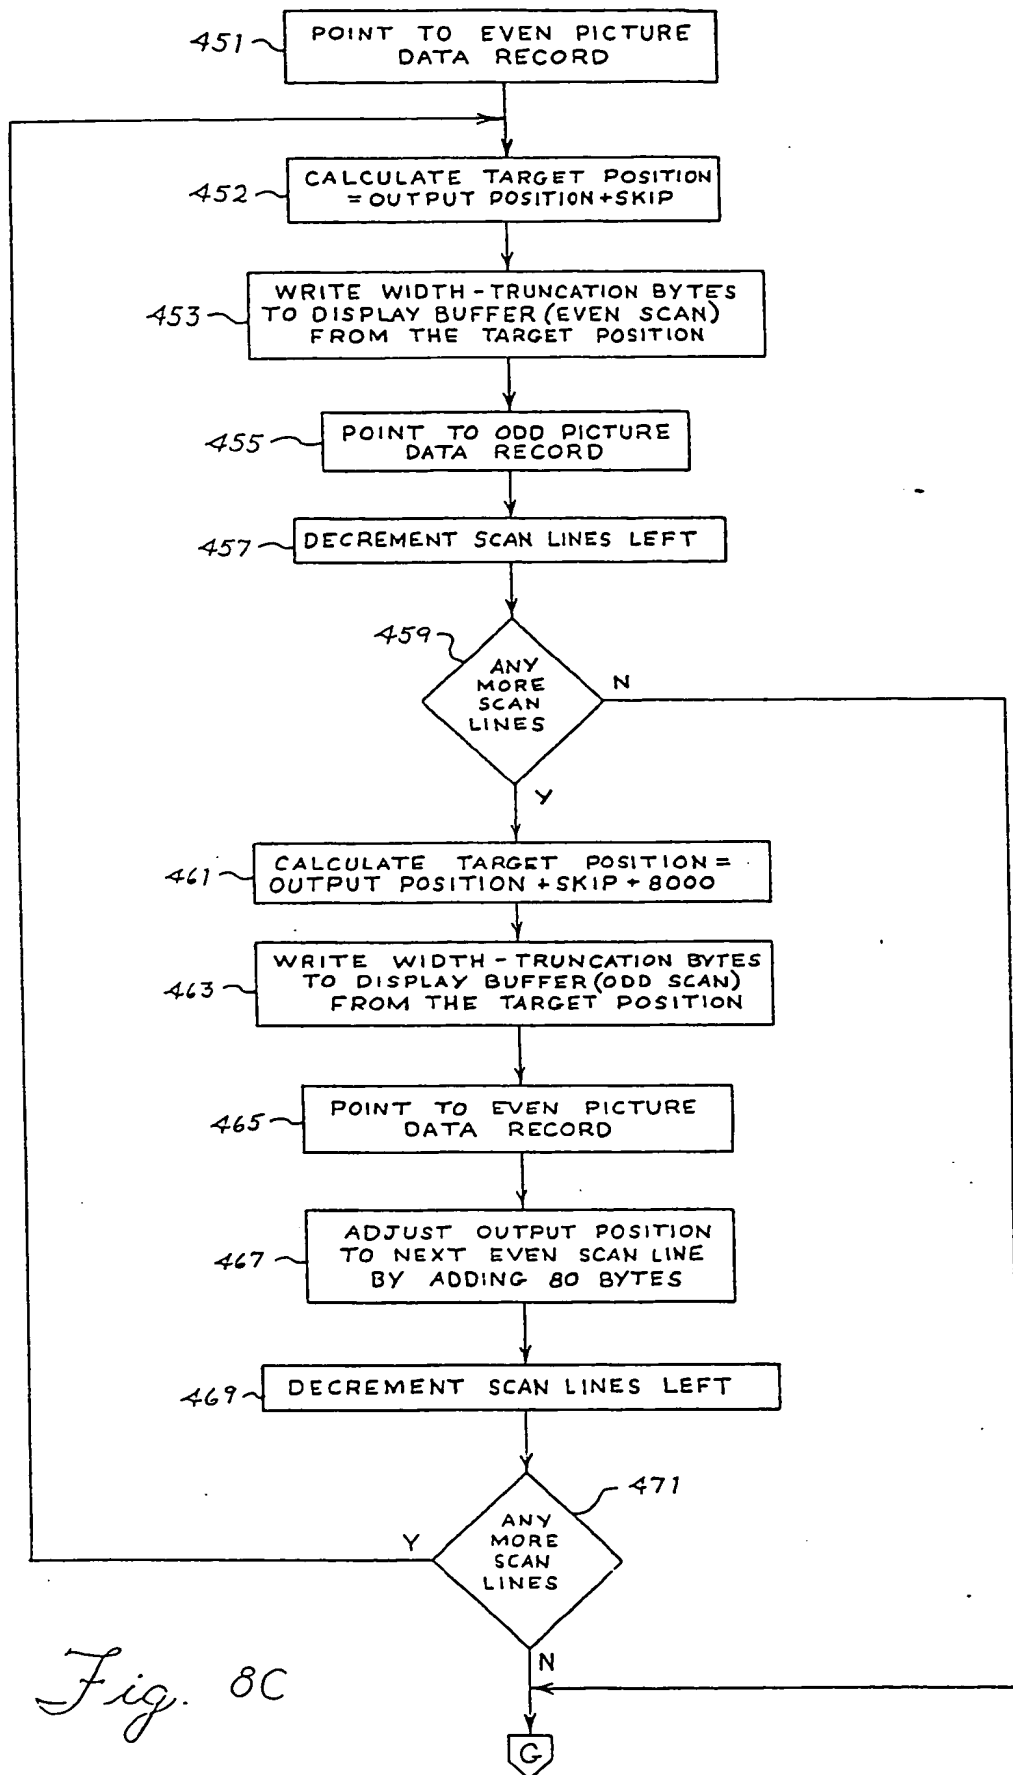 451
POINT TO EVEN PICTURE
DATA RECORD
452
CALCULATE TARGET POSITION
=OUTPUT POSITION+SKIP
453
WRITE WIDTH-TRUNCATION BYTES
TO DISPLAY BUFFER (EVEN SCAN)
FROM THE TARGET POSITION
455
POINT TO ODD PICTURE
DATA RECORD
457
DECREMENT SCAN LINES LEFT
459
ANY
MORE
SCAN
LINES
N
Y
461
CALCULATE TARGET POSITION=
OUTPUT POSITION+SKIP+8000
463
WRITE WIDTH-TRUNCATION BYTES
TO DISPLAY BUFFER (ODD SCAN)
FROM THE TARGET POSITION
465
POINT TO EVEN PICTURE
DATA RECORD
467
ADJUST OUTPUT POSITION
TO NEXT EVEN SCAN LINE
BY ADDING 80 BYTES
469
DECREMENT SCAN LINES LEFT
471
ANY
MORE
SCAN
LINES
Y
N
G
Fig. 8C